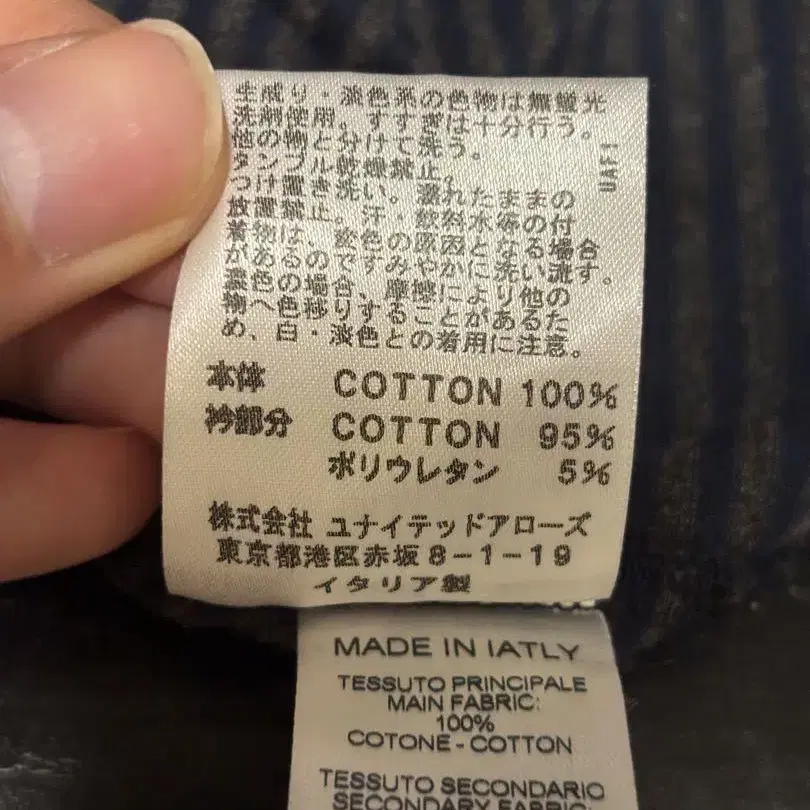 生成り・淡色系の色物は無蛍光
洗剤使用。すすぎは十分行う。
他の物と分けて洗う。
タンブル乾燥禁止。
つけ置き洗い。濡れたままの
放置禁止。汗・飲料水等の付
着物は、変色の原因となる場合
があるのですみやかに洗い流す。
濃色の場合、摩擦により他の
物へ色移りすることがあるた
め、白・淡色との着用に注意。
UAF1
本体 COTTON 100%
衿部分 COTTON 95%
ポリウレタン 5%
株式会社 ユナイテッドアローズ
東京都港区赤坂8-1-19
イタリア製
MADE IN IATLY
TESSUTO PRINCIPALE
MAIN FABRIC:
100%
COTONE - COTTON
TESSUTO SECONDARIO
SECONDARY FABRIC: